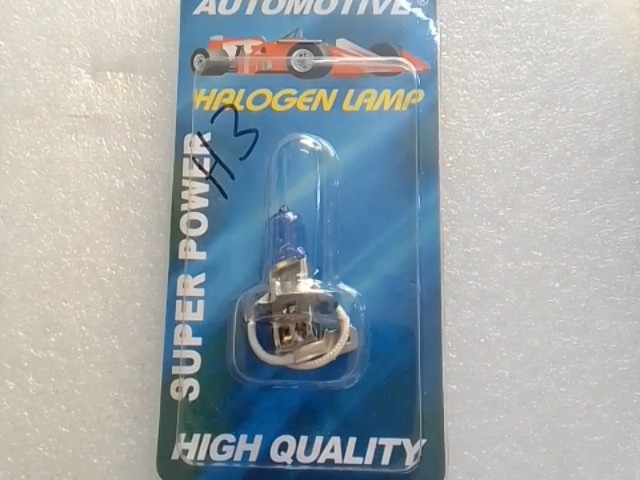 AUTOMOTIVE®
HALOGEN LAMP
H3
SUPER POWER
HIGH QUALITY